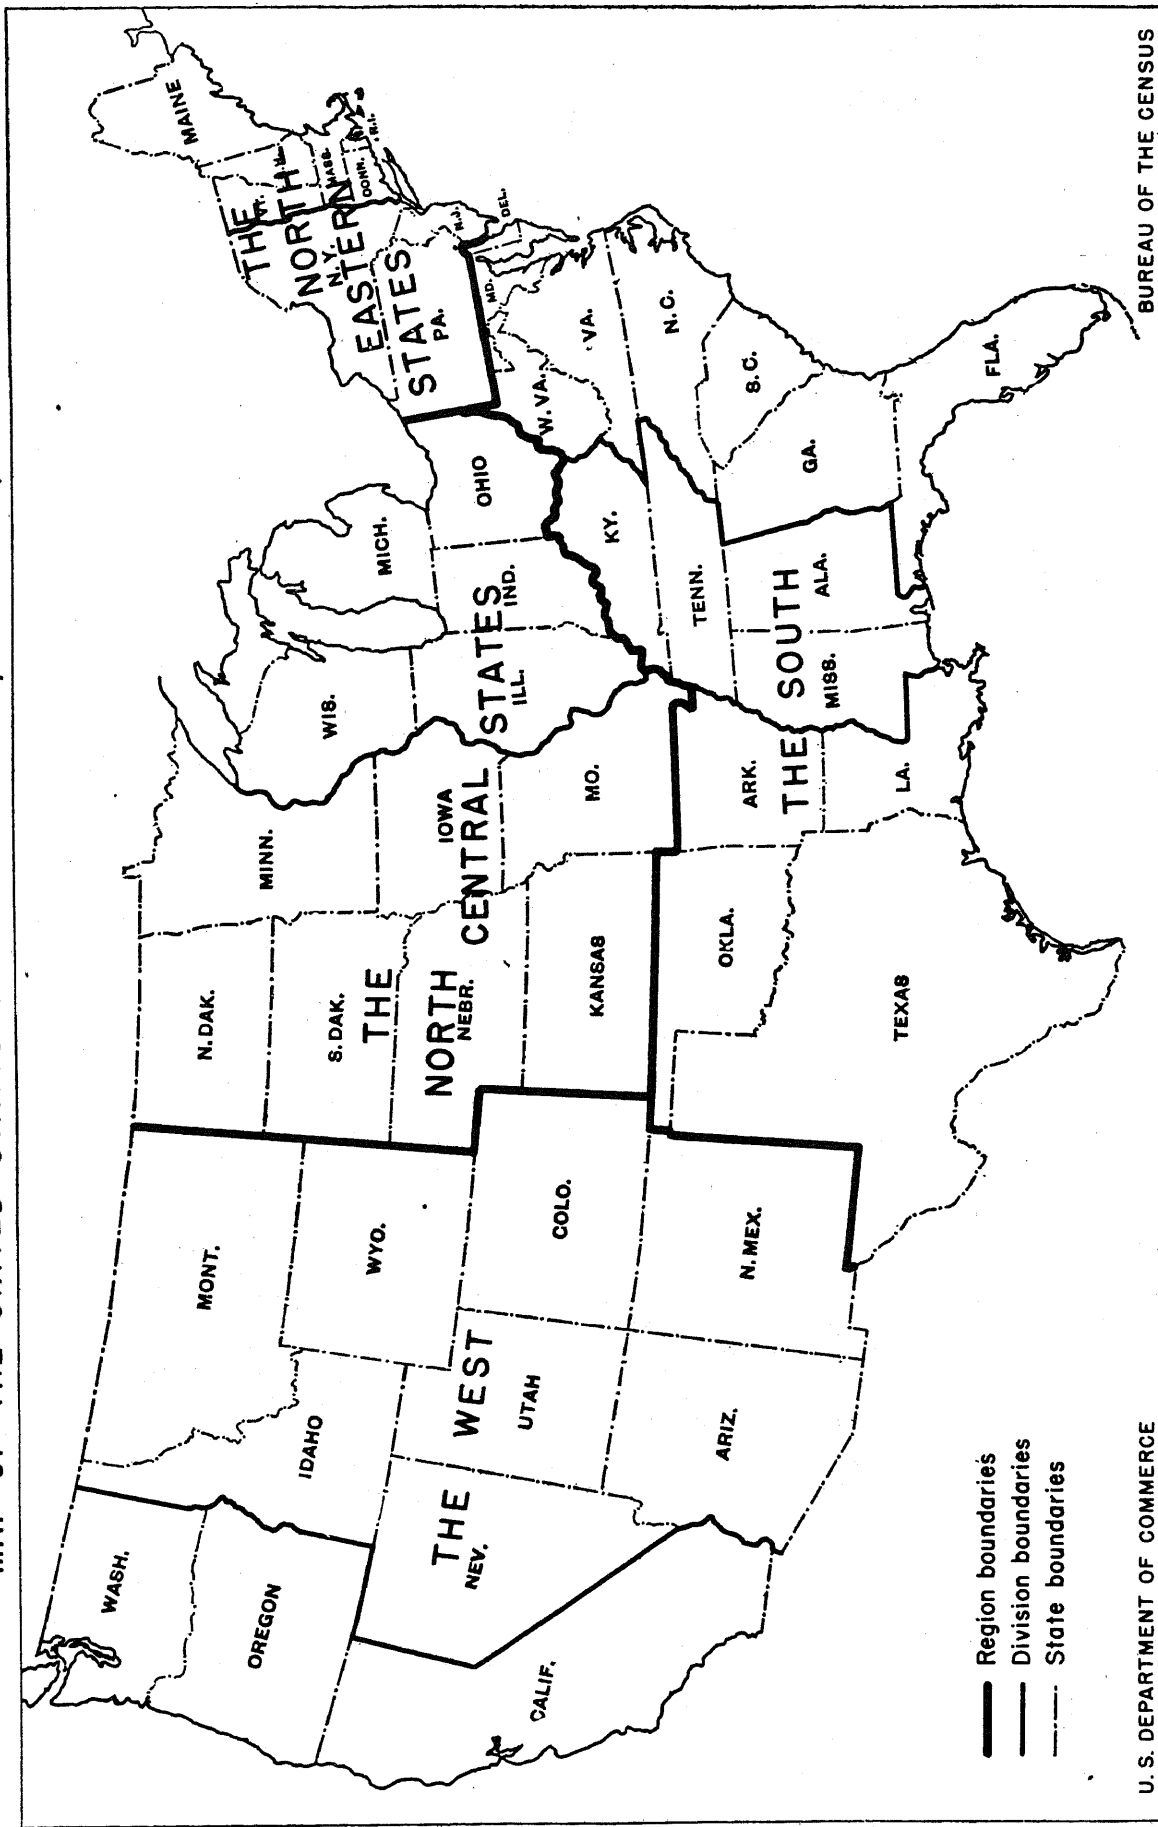 WASH.
OREGON
CALIF.
IDAHO
NEV.
MONT.
WYO.
UTAH
COLO.
ARIZ.
N. MEX.
THE
WEST
N. DAK.
S. DAK.
NEBR.
KANSAS
MINN.
IOWA
MO.
WIS.
ILL.
MICH.
IND.
OHIO
THE
NORTH
CENTRAL
STATES
MAINE
VT.
MASS.
R.I.
N.Y.
PA.
N.J.
THE
NORTH
EASTERN
STATES
DEL.
MD.
W. VA.
VA.
N.C.
S.C.
GA.
FLA.
KY.
TENN.
ALA.
MISS.
ARK.
LA.
OKLA.
TEXAS
THE SOUTH
Region boundaries
Division boundaries
State boundaries
U. S. DEPARTMENT OF COMMERCE
BUREAU OF THE CENSUS